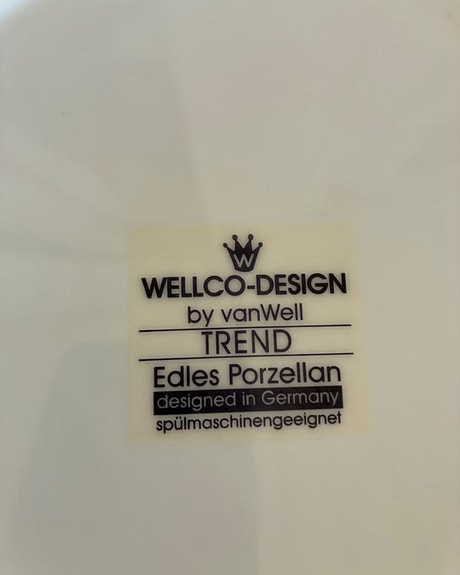 W
WELLCO-DESIGN
by vanWell
TREND
Edles Porzellan
designed in Germany
spülmaschinengeeignet